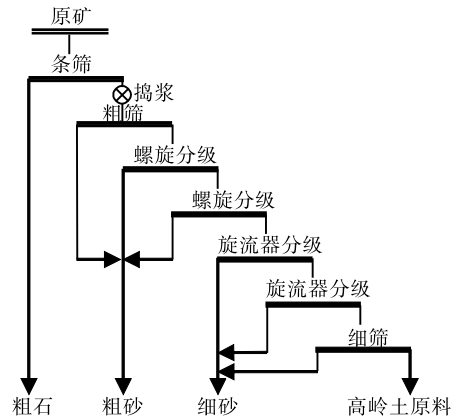 原矿
条筛
捣浆
粗筛
螺旋分级
螺旋分级
旋流器分级
旋流器分级
细筛
粗石 粗砂 细砂 高岭土原料